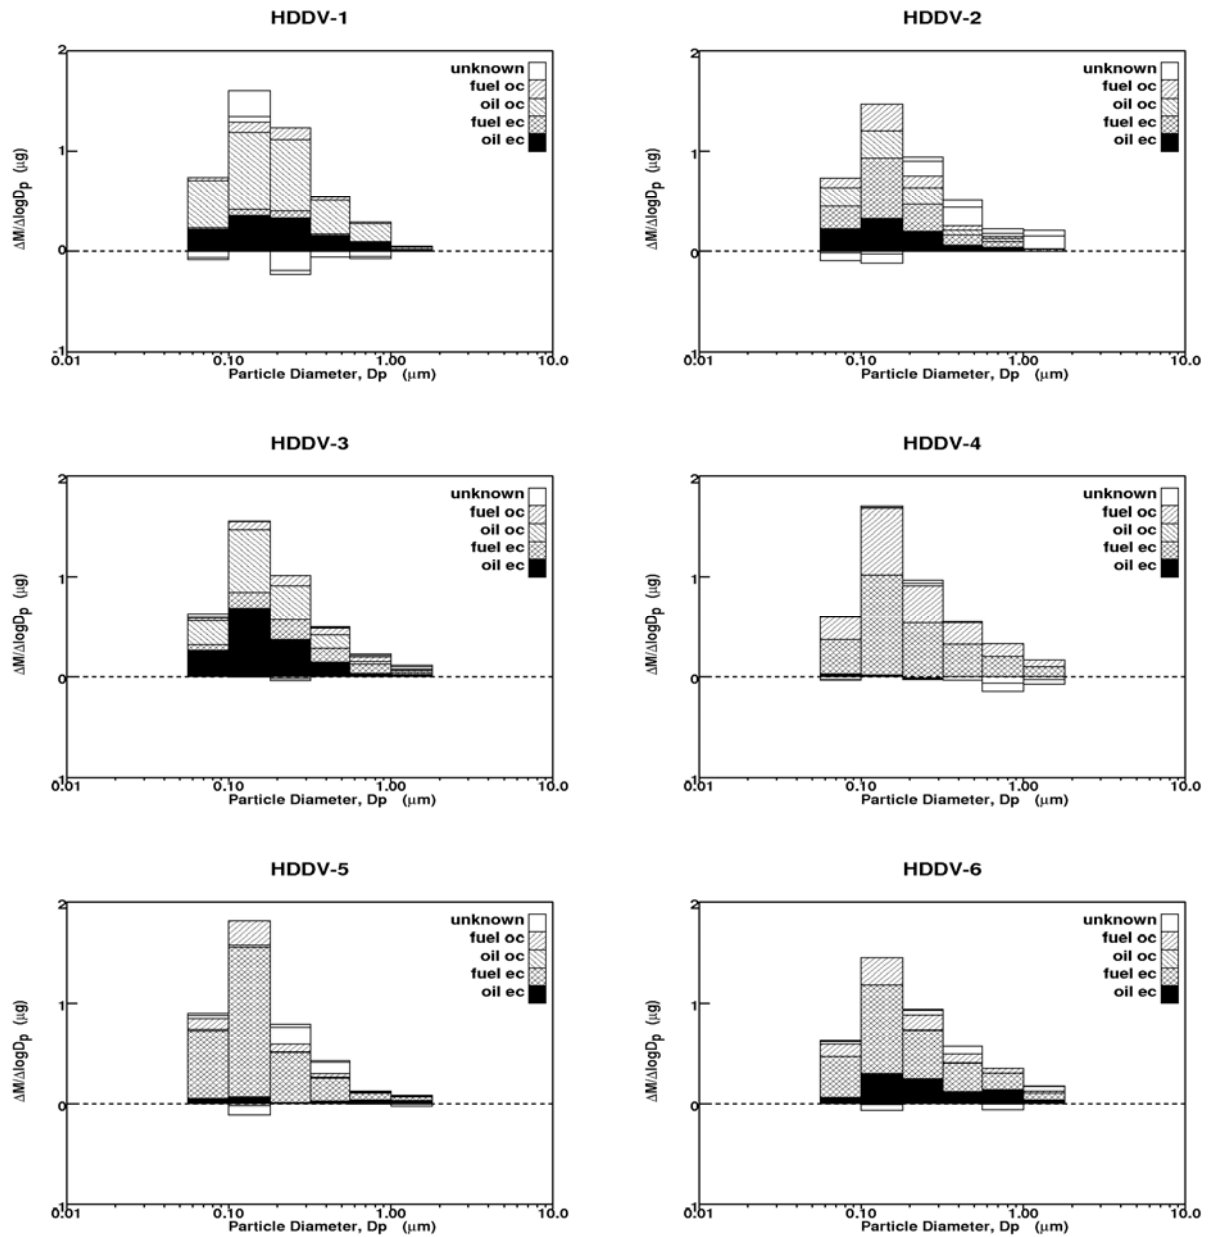 HDDV-1
2
1
0
-1
ΔM/ΔlogDp (μg)
unknown
fuel oc
oil oc
fuel ec
oil ec
0.01 0.10 1.00 10.0
Particle Diameter, Dp (μm)
HDDV-2
2
1
0
-1
ΔM/ΔlogDp (μg)
unknown
fuel oc
oil oc
fuel ec
oil ec
0.01 0.10 1.00 10.0
Particle Diameter, Dp (μm)
HDDV-3
2
1
0
-1
ΔM/ΔlogDp (μg)
unknown
fuel oc
oil oc
fuel ec
oil ec
0.01 0.10 1.00 10.0
Particle Diameter, Dp (μm)
HDDV-4
2
1
0
-1
ΔM/ΔlogDp (μg)
unknown
fuel oc
oil oc
fuel ec
oil ec
0.01 0.10 1.00 10.0
Particle Diameter, Dp (μm)
HDDV-5
2
1
0
-1
ΔM/ΔlogDp (μg)
unknown
fuel oc
oil oc
fuel ec
oil ec
0.01 0.10 1.00 10.0
Particle Diameter, Dp (μm)
HDDV-6
2
1
0
-1
ΔM/ΔlogDp (μg)
unknown
fuel oc
oil oc
fuel ec
oil ec
0.01 0.10 1.00 10.0
Particle Diameter, Dp (μm)